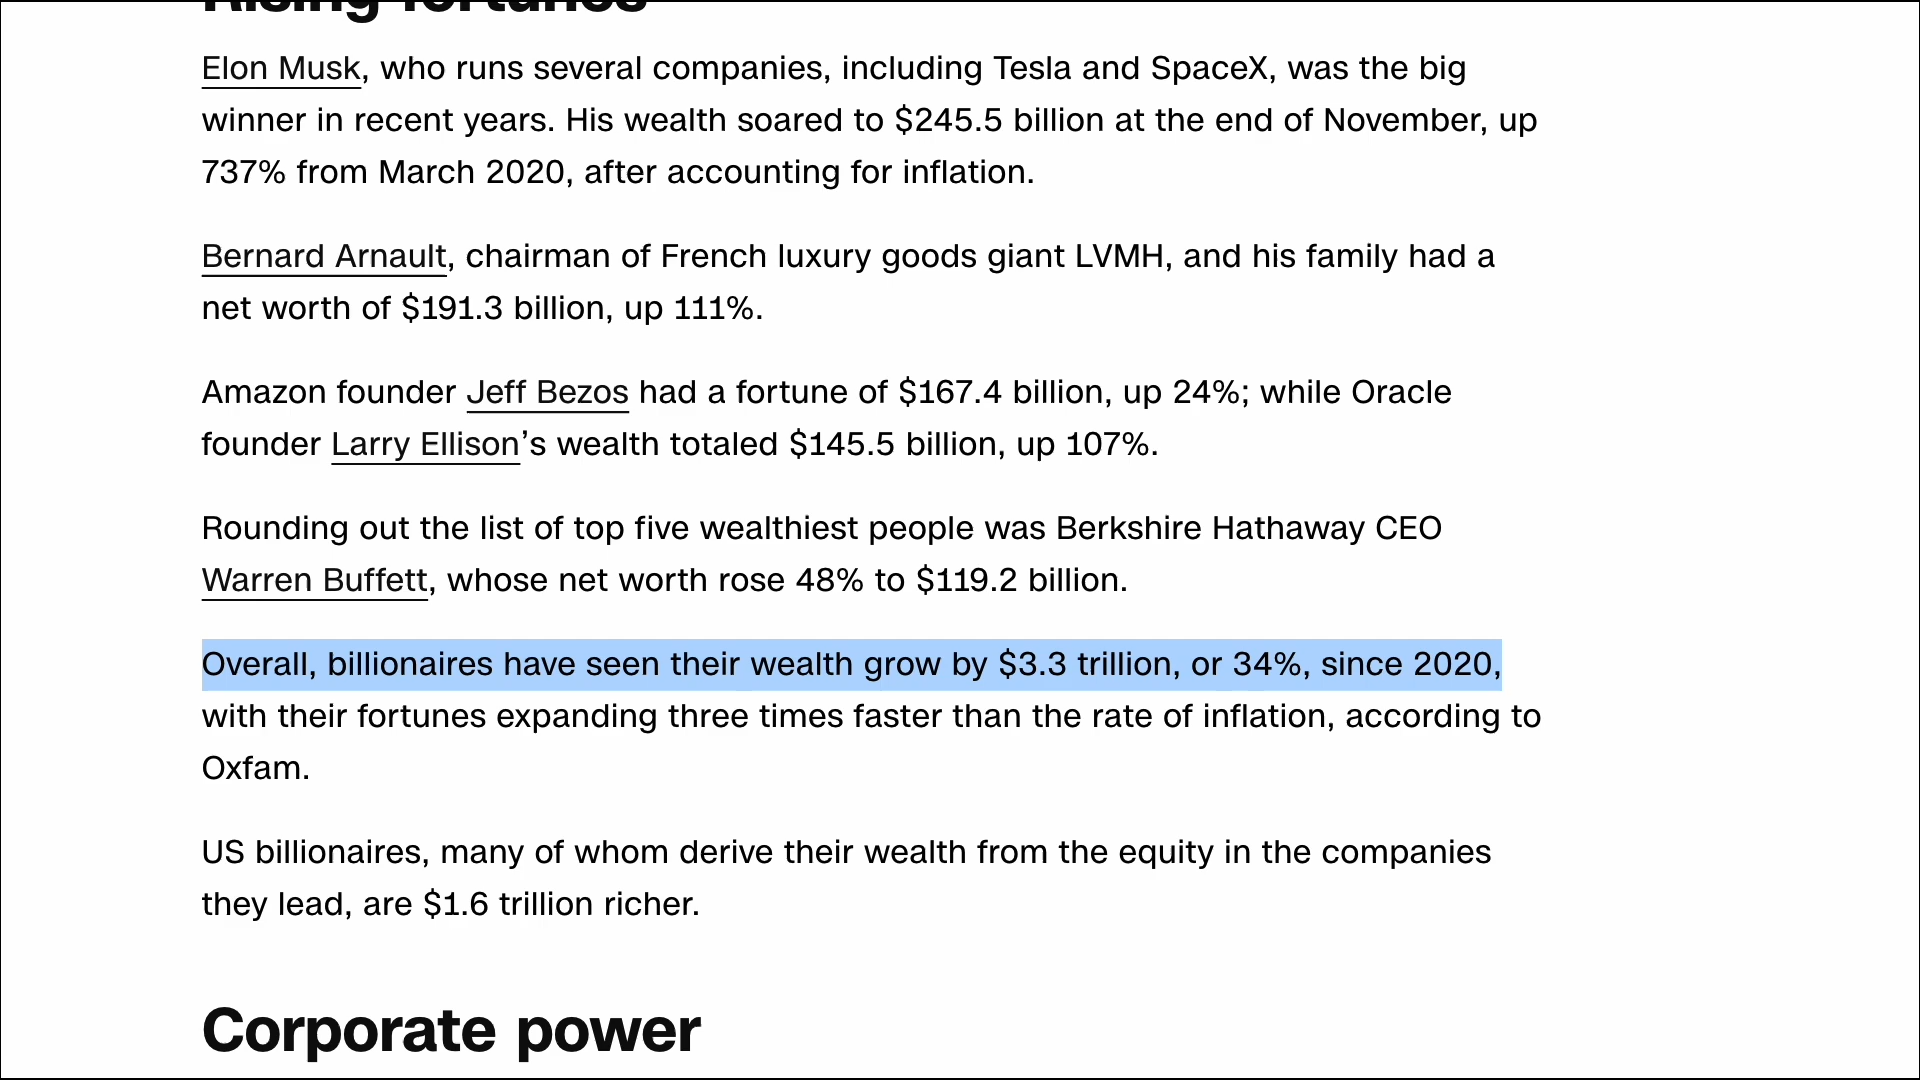 Rising fortunes
Elon Musk, who runs several companies, including Tesla and SpaceX, was the big
winner in recent years. His wealth soared to $245.5 billion at the end of November, up
737% from March 2020, after accounting for inflation.
Bernard Arnault, chairman of French luxury goods giant LVMH, and his family had a
net worth of $191.3 billion, up 111%.
Amazon founder Jeff Bezos had a fortune of $167.4 billion, up 24%; while Oracle
founder Larry Ellison’s wealth totaled $145.5 billion, up 107%.
Rounding out the list of top five wealthiest people was Berkshire Hathaway CEO
Warren Buffett, whose net worth rose 48% to $119.2 billion.
Overall, billionaires have seen their wealth grow by $3.3 trillion, or 34%, since 2020,
with their fortunes expanding three times faster than the rate of inflation, according to
Oxfam.
US billionaires, many of whom derive their wealth from the equity in the companies
they lead, are $1.6 trillion richer.
Corporate power